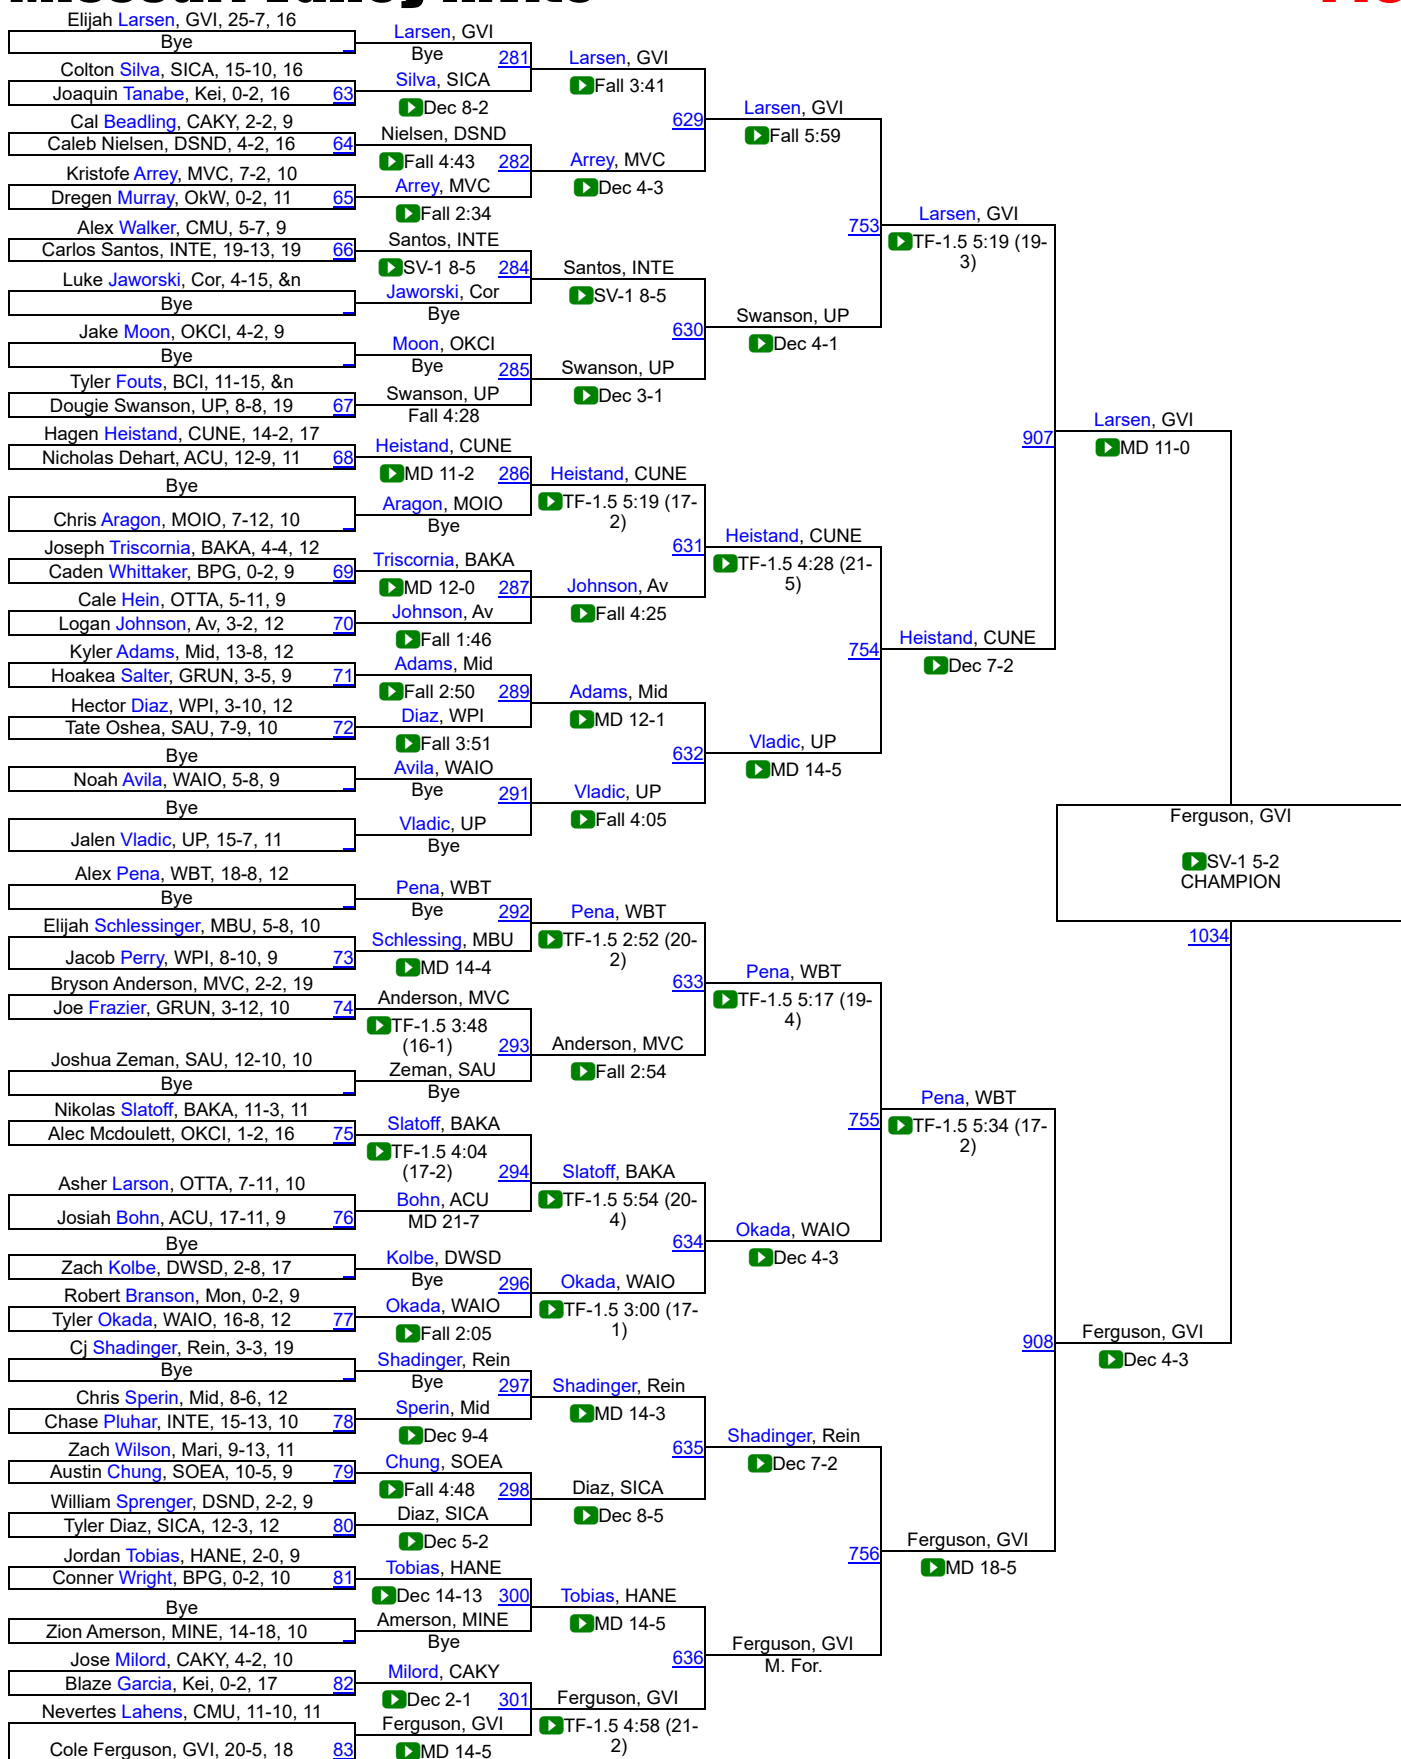 Elijah Larsen, GVI, 25-7, 16
Bye
Colton Silva, SICA, 15-10, 16
Joaquin Tanabe, Kei, 0-2, 16 63
Cal Beadling, CAKY, 2-2, 9
Caleb Nielsen, DSND, 4-2, 16 64
Kristofe Arrey, MVC, 7-2, 10
Dregen Murray, OkW, 0-2, 11 65
Alex Walker, CMU, 5-7, 9
Carlos Santos, INTE, 19-13, 19 66
Luke Jaworski, Cor, 4-15, &n
Bye
Jake Moon, OKCI, 4-2, 9
Bye
Tyler Fouts, BCI, 11-15, &n
Dougie Swanson, UP, 8-8, 19 67
Hagen Heistand, CUNE, 14-2, 17
Nicholas Dehart, ACU, 12-9, 11 68
Bye
Chris Aragon, MOIO, 7-12, 10
Joseph Triscornia, BAKA, 4-4, 12
Caden Whittaker, BPG, 0-2, 9 69
Cale Hein, OTTA, 5-11, 9
Logan Johnson, Av, 3-2, 12 70
Kyler Adams, Mid, 13-8, 12
Hoakea Salter, GRUN, 3-5, 9 71
Hector Diaz, WPI, 3-10, 12
Tate Oshea, SAU, 7-9, 10 72
Bye
Noah Avila, WAIO, 5-8, 9
Bye
Jalen Vladic, UP, 15-7, 11
Alex Pena, WBT, 18-8, 12
Bye
Elijah Schlessinger, MBU, 5-8, 10
Jacob Perry, WPI, 8-10, 9 73
Bryson Anderson, MVC, 2-2, 19
Joe Frazier, GRUN, 3-12, 10 74
Joshua Zeman, SAU, 12-10, 10
Bye
Nikolas Slatoff, BAKA, 11-3, 11
Alec Mcdoulett, OKCI, 1-2, 16 75
Asher Larson, OTTA, 7-11, 10
Josiah Bohn, ACU, 17-11, 9 76
Bye
Zach Kolbe, DWSD, 2-8, 17
Robert Branson, Mon, 0-2, 9
Tyler Okada, WAIO, 16-8, 12 77
Cj Shadinger, Rein, 3-3, 19
Bye
Chris Sperin, Mid, 8-6, 12
Chase Pluhar, INTE, 15-13, 10 78
Zach Wilson, Mari, 9-13, 11
Austin Chung, SOEA, 10-5, 9 79
William Sprenger, DSND, 2-2, 9
Tyler Diaz, SICA, 12-3, 12 80
Jordan Tobias, HANE, 2-0, 9
Conner Wright, BPG, 0-2, 10 81
Bye
Zion Amerson, MINE, 14-18, 10
Jose Milord, CAKY, 4-2, 10
Blaze Garcia, Kei, 0-2, 17 82
Nevertes Lahens, CMU, 11-10, 11
Cole Ferguson, GVI, 20-5, 18 83
Larsen, GVI
Bye 281
Silva, SICA
Dec 8-2
Nielsen, DSND
Fall 4:43 282
Arrey, MVC
Fall 2:34
Santos, INTE
SV-1 8-5 284
Jaworski, Cor
Bye
Moon, OKCI
Bye 285
Swanson, UP
Fall 4:28
Heistand, CUNE
MD 11-2 286
Aragon, MOIO
Bye
Triscornia, BAKA
MD 12-0 287
Johnson, Av
Fall 1:46
Adams, Mid
Fall 2:50 289
Diaz, WPI
Fall 3:51
Avila, WAIO
Bye 291
Vladic, UP
Bye
Pena, WBT
Bye 292
Schlessing, MBU
MD 14-4
Anderson, MVC
TF-1.5 3:48
(16-1) 293
Zeman, SAU
Bye
Slatoff, BAKA
TF-1.5 4:04
(17-2) 294
Bohn, ACU
MD 21-7
Kolbe, DWSD
Bye 296
Okada, WAIO
Fall 2:05
Shadinger, Rein
Bye 297
Sperin, Mid
Dec 9-4
Chung, SOEA
Fall 4:48 298
Diaz, SICA
Dec 5-2
Tobias, HANE
Dec 14-13 300
Amerson, MINE
Bye
Milord, CAKY
Dec 2-1 301
Ferguson, GVI
MD 14-5
Larsen, GVI
Fall 3:41
629
Arrey, MVC
Dec 4-3
Santos, INTE
SV-1 8-5
630
Swanson, UP
Dec 3-1
Heistand, CUNE
TF-1.5 5:19 (17-
2)
631
Johnson, Av
Fall 4:25
Adams, Mid
MD 12-1
632
Vladic, UP
Fall 4:05
Pena, WBT
TF-1.5 2:52 (20-
2)
633
Anderson, MVC
Fall 2:54
Slatoff, BAKA
TF-1.5 5:54 (20-
4)
634
Okada, WAIO
TF-1.5 3:00 (17-
1)
Shadinger, Rein
MD 14-3
635
Diaz, SICA
Dec 8-5
Tobias, HANE
MD 14-5
636
Ferguson, GVI
TF-1.5 4:58 (21-
2)
Larsen, GVI
Fall 5:59
753
Swanson, UP
Dec 4-1
Heistand, CUNE
TF-1.5 4:28 (21-
5)
754
Vladic, UP
MD 14-5
Pena, WBT
TF-1.5 5:17 (19-
4)
755
Okada, WAIO
Dec 4-3
Shadinger, Rein
Dec 7-2
756
Ferguson, GVI
M. For.
Larsen, GVI
TF-1.5 5:19 (19-
3)
907
Heistand, CUNE
Dec 7-2
Pena, WBT
TF-1.5 5:34 (17-
2)
908
Ferguson, GVI
MD 18-5
Larsen, GVI
MD 11-0
Ferguson, GVI
SV-1 5-2
CHAMPION
1034
Ferguson, GVI
Dec 4-3